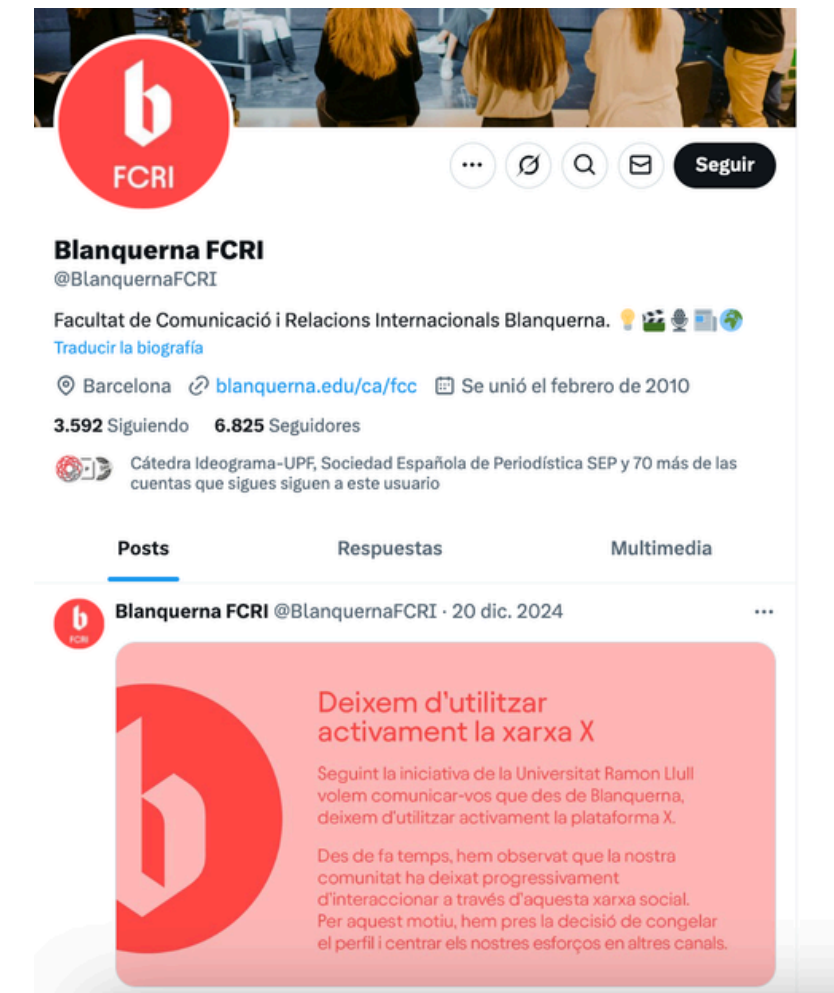 b
FCRI
Seguir
Blanquerna FCRI
@BlanquernaFCRI
Facultat de Comunicació i Relacions Internacionals Blanquerna. 💡🎬🎙📰🌍
Traducir la biografía
Barcelona blanquerna.edu/ca/fcc Se unió el febrero de 2010
3.592 Siguiendo 6.825 Seguidores
Cátedra Ideograma-UPF, Sociedad Española de Periodística SEP y 70 más de las
cuentas que sigues siguen a este usuario
Posts Respuestas Multimedia
b
FCRI
Blanquerna FCRI @BlanquernaFCRI · 20 dic. 2024
b
Deixem d'utilitzar
activament la xarxa X
Seguint la iniciativa de la Universitat Ramon Llull
volem comunicar-vos que des de Blanquerna,
deixem d'utilitzar activament la plataforma X.
Des de fa temps, hem observat que la nostra
comunitat ha deixat progressivament
d'interaccionar a través d'aquesta xarxa social.
Per aquest motiu, hem pres la decisió de congelar
el perfil i centrar els nostres esforços en altres canals.